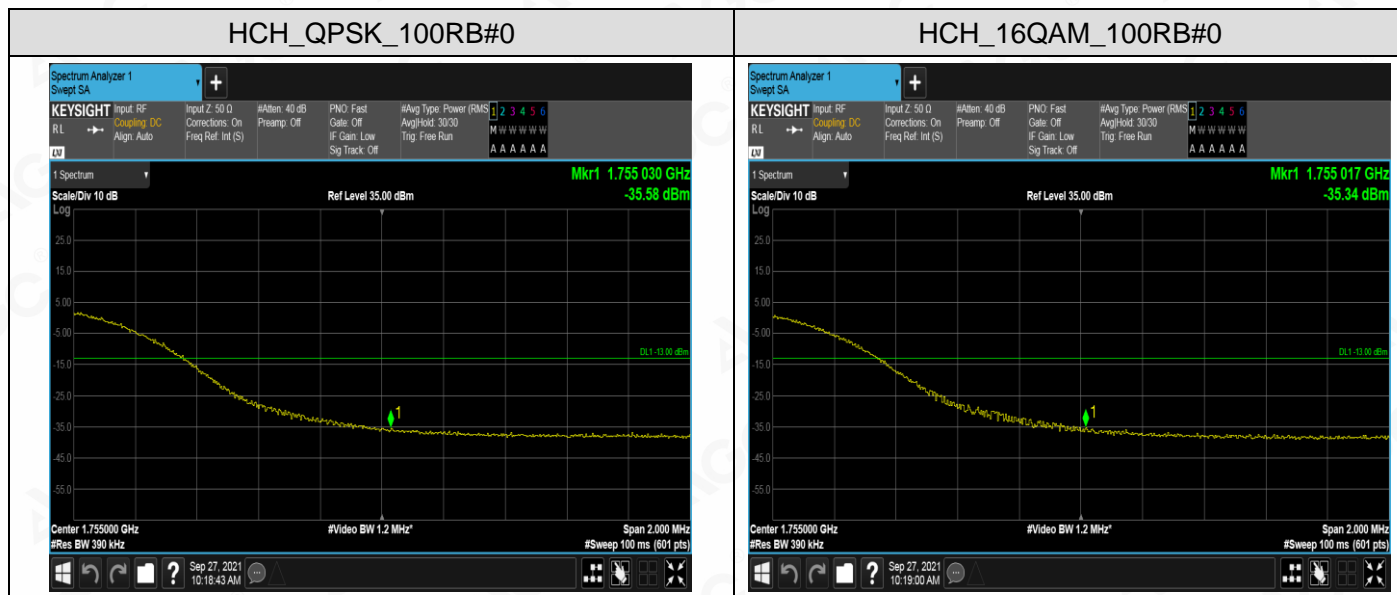 HCH_QPSK_100RB#0
Spectrum Analyzer 1
Swept SA
KEYSIGHT
RL
LXI
Input: RF
Coupling: DC
Align: Auto
Input Z: 50 Ω
Corrections: On
Freq Ref: Int (S)
#Atten: 40 dB
Preamp: Off
PNO: Fast
Gate: Off
IF Gain: Low
Sig Track: Off
#Avg Type: Power (RMS
Avg|Hold: 30/30
Trig: Free Run
1 2 3 4 5 6
M W W W W W
A A A A A A
1 Spectrum
Scale/Div 10 dB
Log
Ref Level 35.00 dBm
Mkr1 1.755 030 GHz
-35.58 dBm
25.0
15.0
5.00
-5.00
-15.0
-25.0
-35.0
-45.0
-55.0
DL1 -13.00 dBm
1
Center 1.755000 GHz
#Res BW 390 kHz
#Video BW 1.2 MHz*
Span 2.000 MHz
#Sweep 100 ms (601 pts)
Sep 27, 2021
10:18:43 AM
HCH_16QAM_100RB#0
Spectrum Analyzer 1
Swept SA
KEYSIGHT
RL
LXI
Input: RF
Coupling: DC
Align: Auto
Input Z: 50 Ω
Corrections: On
Freq Ref: Int (S)
#Atten: 40 dB
Preamp: Off
PNO: Fast
Gate: Off
IF Gain: Low
Sig Track: Off
#Avg Type: Power (RMS
Avg|Hold: 30/30
Trig: Free Run
1 2 3 4 5 6
M W W W W W
A A A A A A
1 Spectrum
Scale/Div 10 dB
Log
Ref Level 35.00 dBm
Mkr1 1.755 017 GHz
-35.34 dBm
25.0
15.0
5.00
-5.00
-15.0
-25.0
-35.0
-45.0
-55.0
DL1 -13.00 dBm
1
Center 1.755000 GHz
#Res BW 390 kHz
#Video BW 1.2 MHz*
Span 2.000 MHz
#Sweep 100 ms (601 pts)
Sep 27, 2021
10:19:00 AM